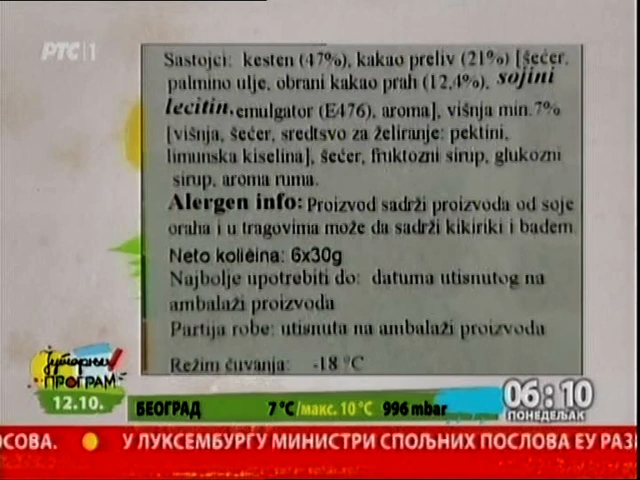 РТС 1
Sastojci: kesten (47%), kakao preliv (21%) [šećer,
palmino ulje, obrani kakao prah (12,4%), sojini
lecitin, emulgator (E476), aroma], višnja min.7%
[višnja, šećer, sredtsvo za želiranje: pektini,
limunska kiselina], šećer, fruktozni sirup, glukozni
sirup, aroma ruma.
Alergen info: Proizvod sadrži proizvoda od soje
oraha i u tragovima može da sadrži kikiriki i badem
Neto količina: 6x30g
Najbolje upotrebiti do: datuma utisnutog na
ambalaži proizvoda
Partija robe: utisnuta na ambalaži proizvoda
Režim čuvanja: -18 °C
Јутарњи
ПРОГРАМ
12.10.
БЕОГРАД 7 °C/макс. 10 °C 996 mbar
06:10
ПОНЕДЕЉАК
ОСОВА. У ЛУКСЕМБУРГУ МИНИСТРИ СПОЉНИХ ПОСЛОВА ЕУ РАЗ